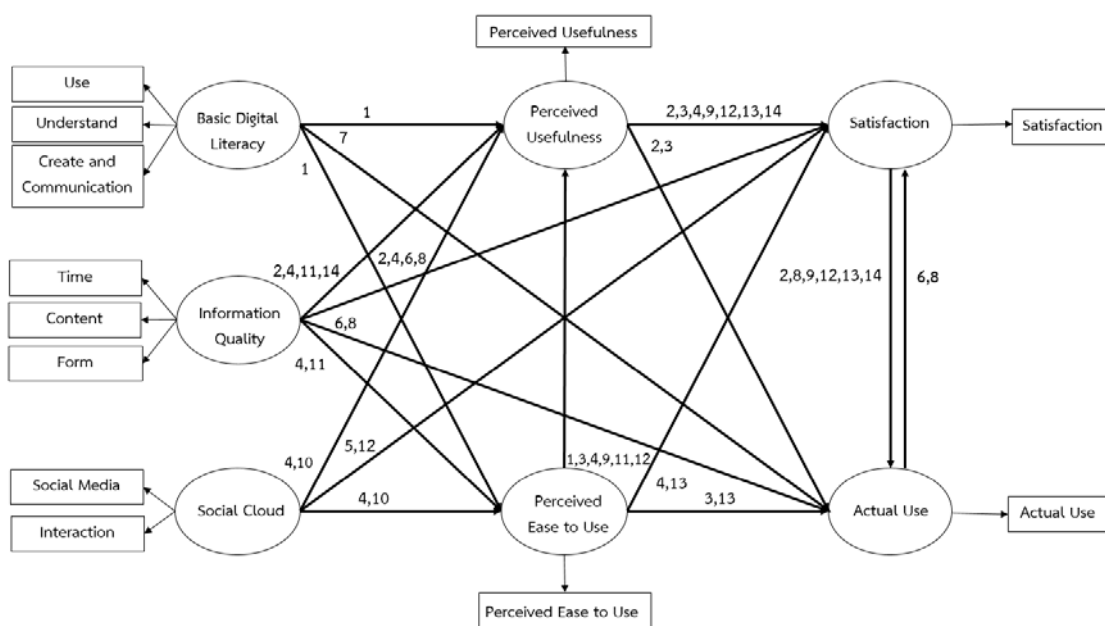 Perceived Usefulness
Use
Understand
Create and
Communication
Basic Digital
Literacy
1
7
1
Perceived
Usefulness
2,3,4,9,12,13,14
2,3
Satisfaction
Satisfaction
Time
Content
Form
Information
Quality
2,4,11,14
2,4,6,8
6,8
4,11
2,8,9,12,13,14
6,8
Social Media
Interaction
Social Cloud
4,10
5,12
4,10
1,3,4,9,11,12
Perceived
Ease to Use
4,13
3,13
Actual Use
Actual Use
Perceived Ease to Use